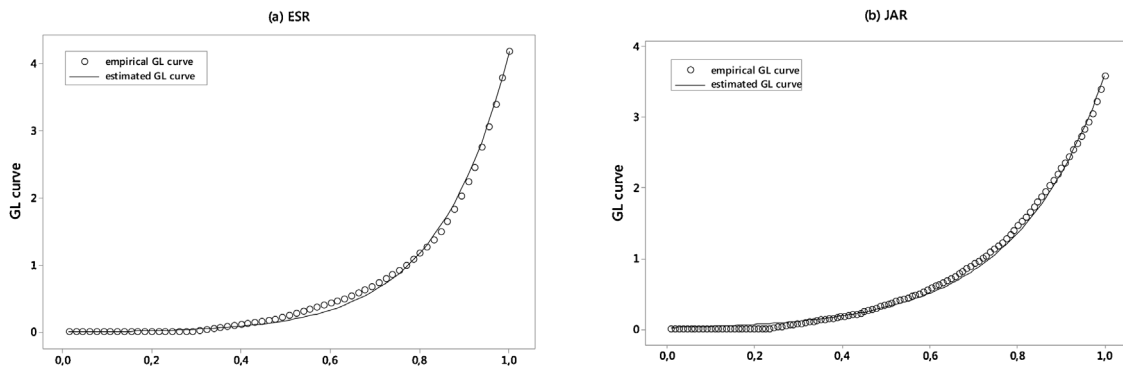 (a) ESR
empirical GL curve
estimated GL curve
GL curve
4
3
2
1
0
0,0 0,2 0,4 0,6 0,8 1,0
(b) JAR
empirical GL curve
estimated GL curve
GL curve
4
3
2
1
0
0,0 0,2 0,4 0,6 0,8 1,0